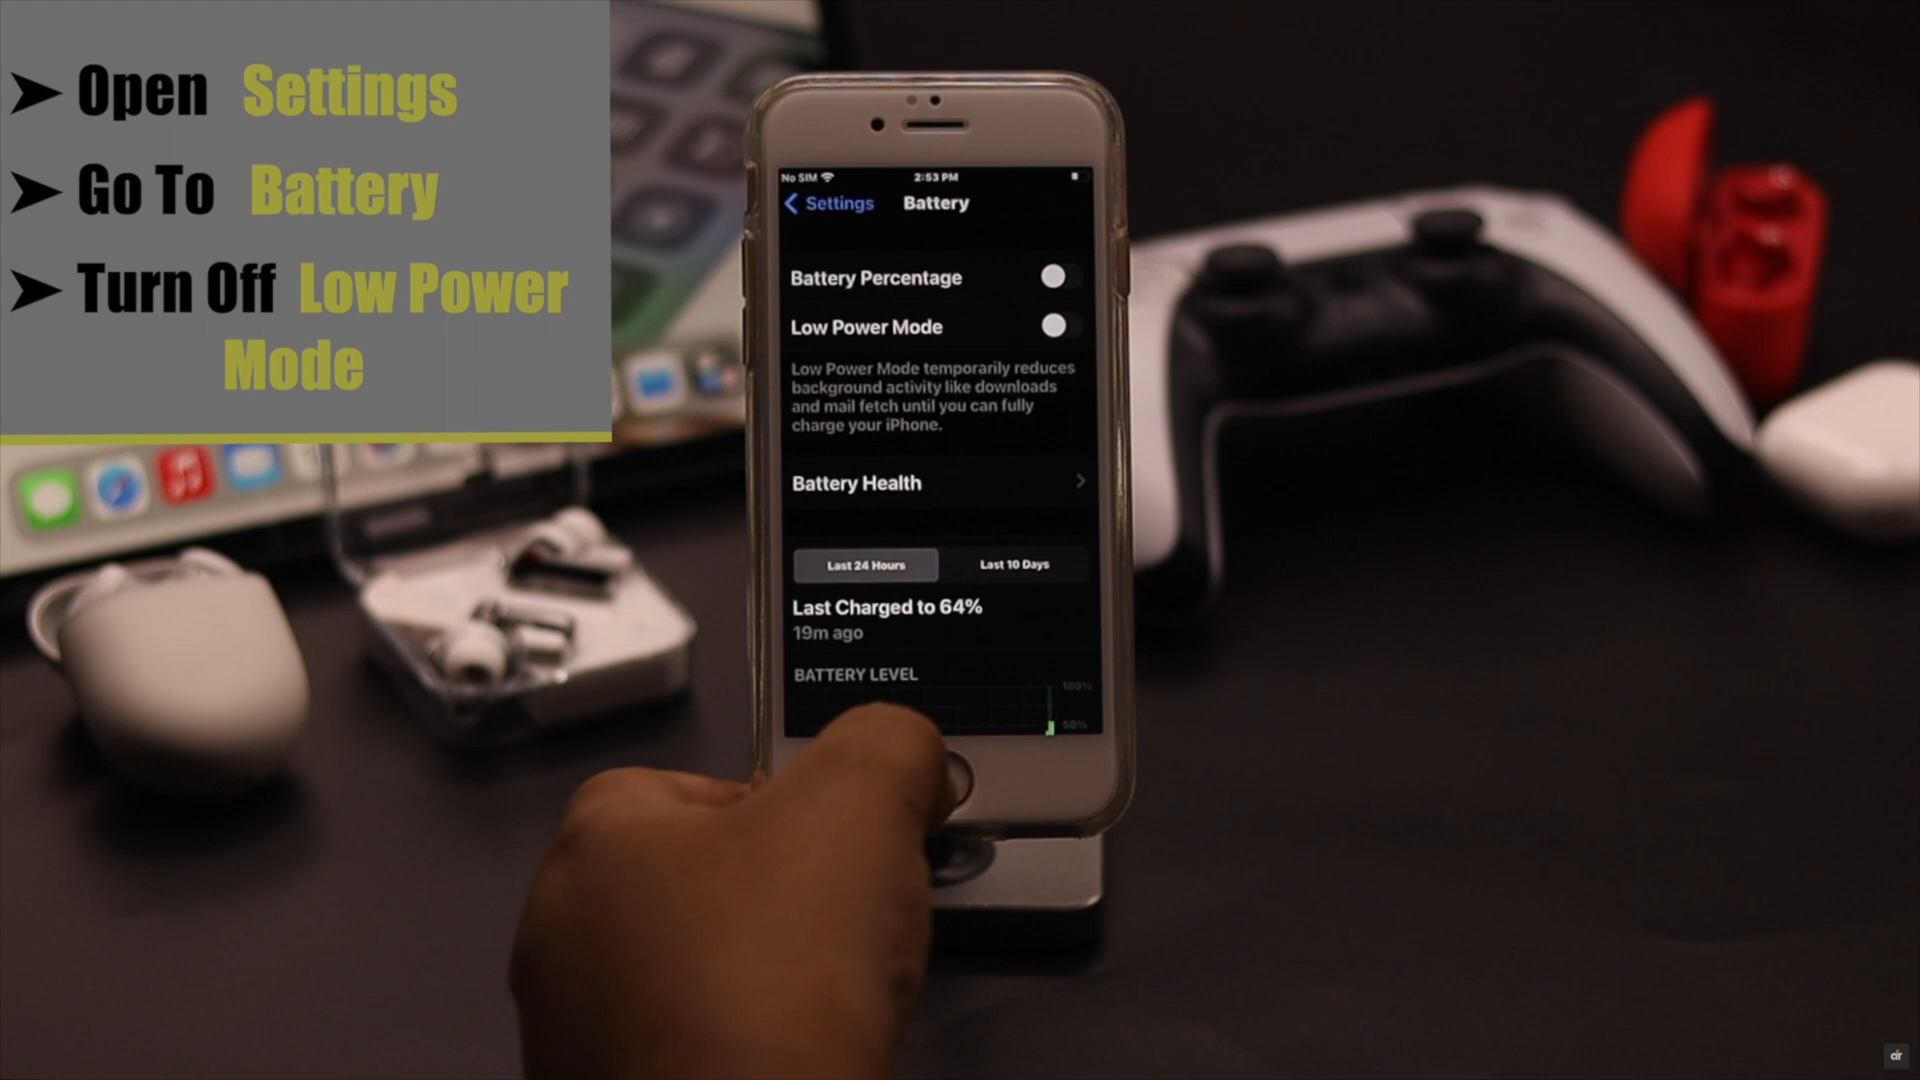 ➤ Open Settings
➤ Go To Battery
➤ Turn Off Low Power
Mode
No SIM 2:53 PM
Settings Battery
Battery Percentage
Low Power Mode
Low Power Mode temporarily reduces
background activity like downloads
and mail fetch until you can fully
charge your iPhone.
Battery Health
Last 24 Hours Last 10 Days
Last Charged to 64%
19m ago
BATTERY LEVEL
100%
50%
air